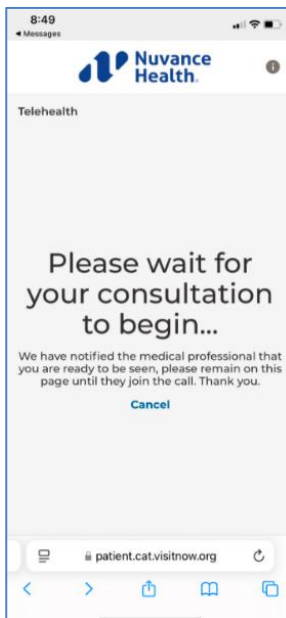 8:49
◀ Messages
Nuvance
Health.
Telehealth
Please wait for
your consultation
to begin...
We have notified the medical professional that
you are ready to be seen, please remain on this
page until they join the call. Thank you.
Cancel
patient.cat.visitnow.org